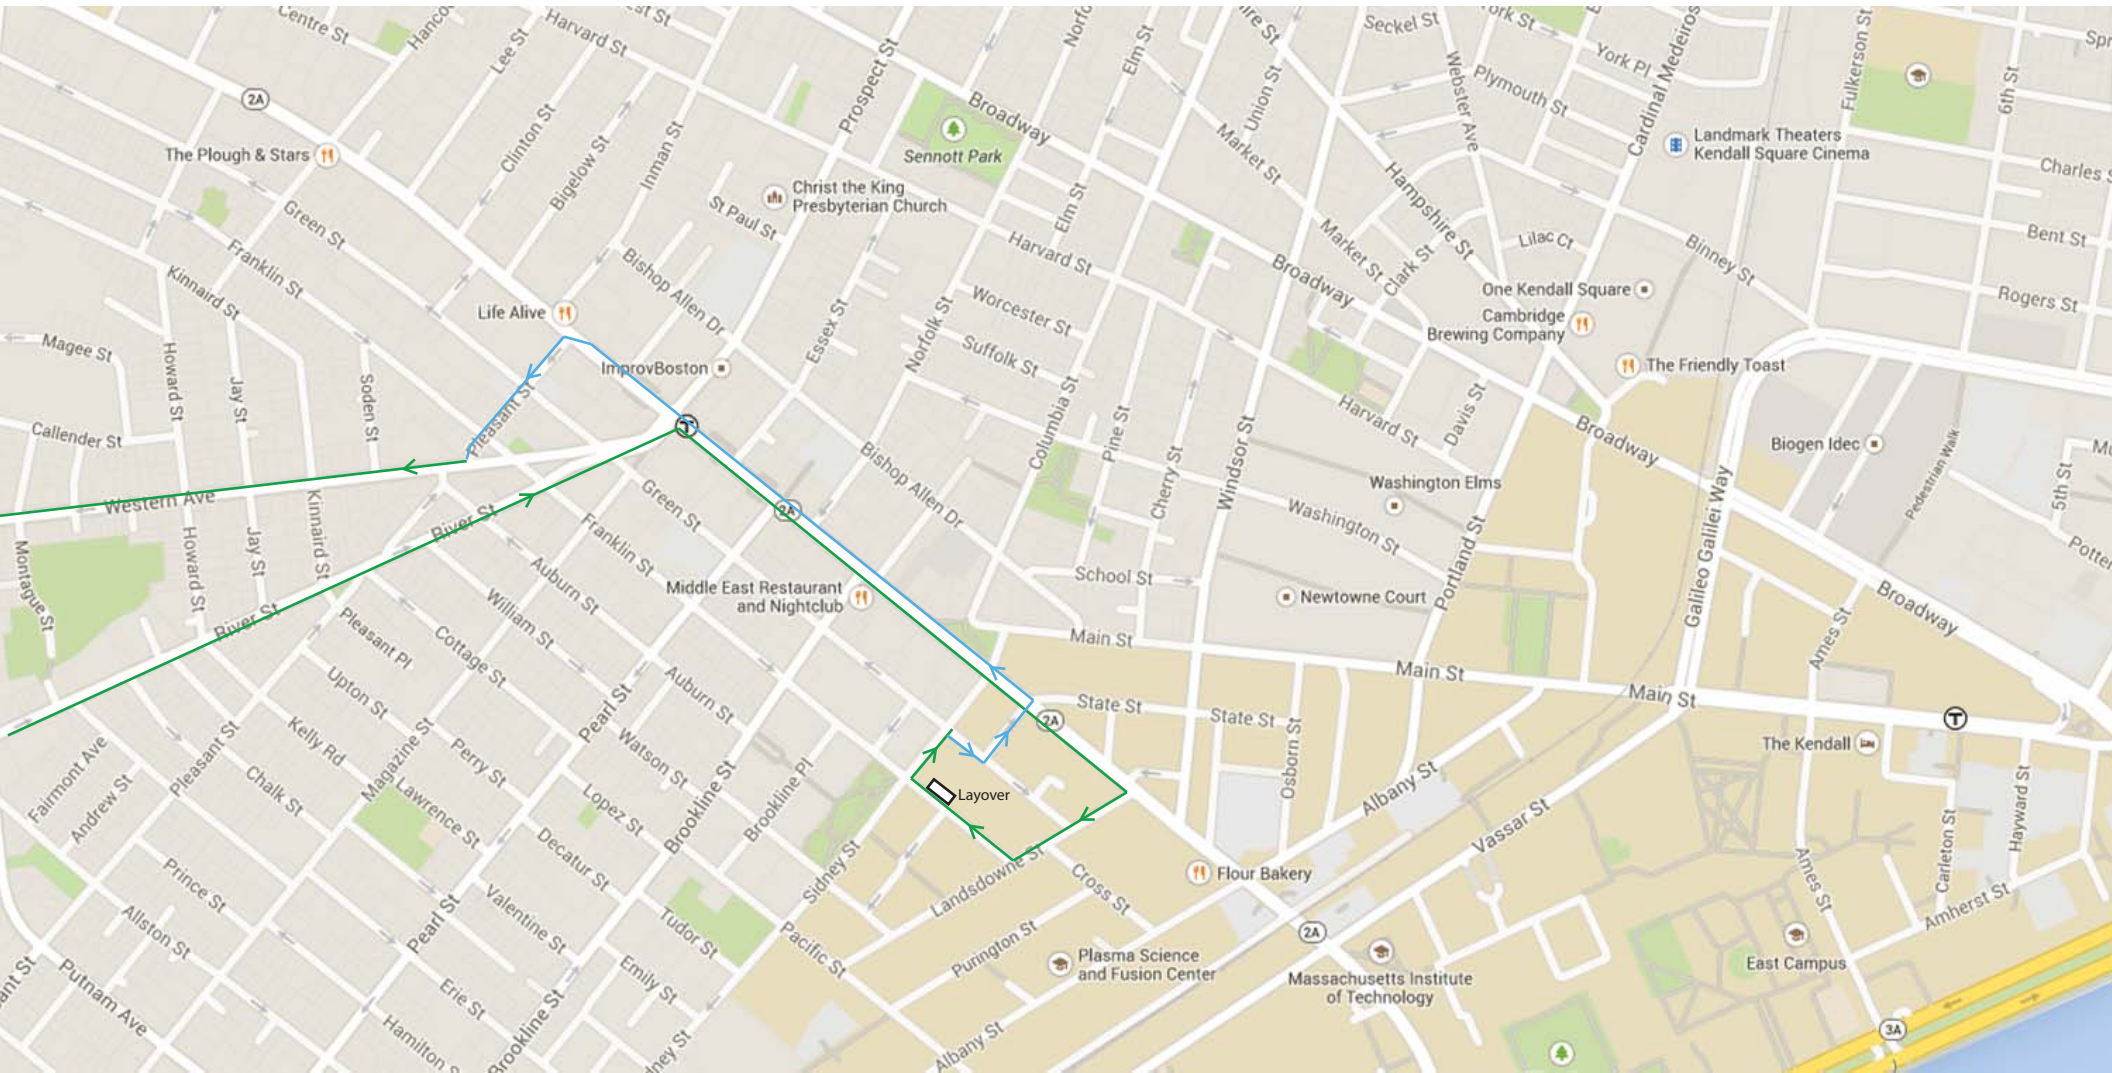 Centre St
Hanco
Lee St
Harvard St
est St
Prospect St
Norfo
Elm St
ire St
Seckel St
ork St
York Pl
Cardinal Medeiros
Fulkerson St
6th St
Spr
2A
The Plough & Stars
Clinton St
Bigelow St
Inman St
Broadway
Sennott Park
Market St
Union St
Webster Ave
Plymouth St
Landmark Theaters
Kendall Square Cinema
Charles S
Christ the King
Presbyterian Church
St Paul St
Green St
Franklin St
Kinnaird St
Bishop Allen Dr
Elm St
Harvard St
Hampshire St
Market St
Clark St
Lilac Ct
Binney St
Bent St
Broadway
One Kendall Square
Rogers St
Life Alive
Essex St
Norfolk St
Worcester St
Suffolk St
Cambridge
Brewing Company
The Friendly Toast
Magee St
Howard St
Jay St
Soden St
Pleasant St
ImprovBoston
T
Columbia St
Pine St
Cherry St
Windsor St
Harvard St
Davis St
Broadway
Biogen Idec
Pedestrian Walk
5th St
Mu
Callender St
Western Ave
Kinnaird St
River St
Green St
2A
Bishop Allen Dr
Washington Elms
Washington St
Portland St
Galileo Galilei Way
Potter
Montague St
Howard St
Jay St
Auburn St
Franklin St
Middle East Restaurant
and Nightclub
School St
Newtowne Court
Broadway
Ames St
River St
William St
Pleasant Pl
Cottage St
Main St
Main St
Main St
Upton St
Auburn St
Pearl St
State St
State St
2A
T
The Kendall
Fairmont Ave
Andrew St
Pleasant St
Kelly Rd
Chalk St
Magazine St
Perry St
Watson St
Brookline St
Brookline Pl
Layover
Osborn St
Albany St
Vassar St
Hayward St
Carleton St
Ames St
Lawrence St
Lopez St
Decatur St
Sidney St
Landsdowne St
Cross St
Flour Bakery
Prince St
Allston St
Pearl St
Valentine St
Tudor St
Pacific St
Purington St
2A
Amherst St
Plasma Science
and Fusion Center
Massachusetts Institute
of Technology
East Campus
ant St
Putnam Ave
Erie St
Emily St
Hamilton S
Brookline St
dney St
Albany St
3A